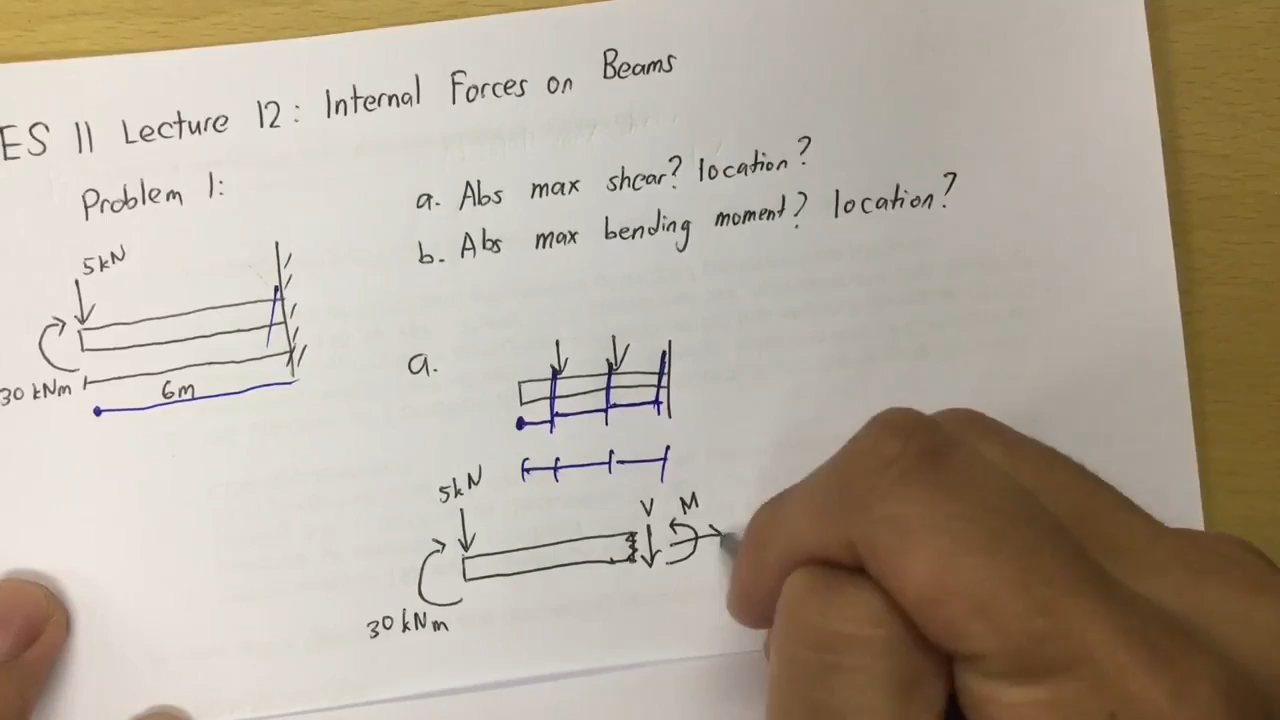 ES 11 Lecture 12: Internal Forces on Beams
Problem 1:
a. Abs max shear? location?
b. Abs max bending moment? location?
5kN
30 kNm
6m
a.
5kN
V
M
30 kNm